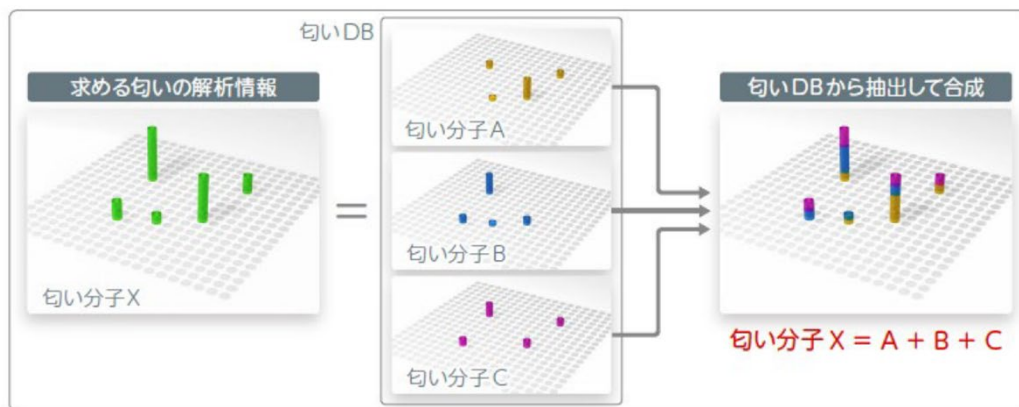 匂いDB
求める匂いの解析情報
匂い分子X
=
匂い分子A
匂い分子B
匂い分子C
匂いDBから抽出して合成
匂い分子X = A + B + C